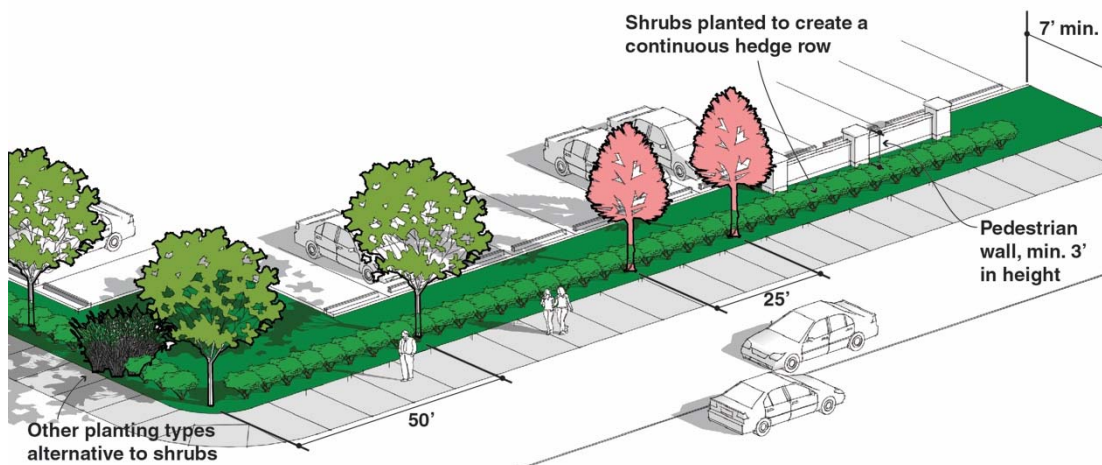 Shrubs planted to create a
continuous hedge row
7’ min.
Pedestrian
wall, min. 3’
in height
25’
50’
Other planting types
alternative to shrubs